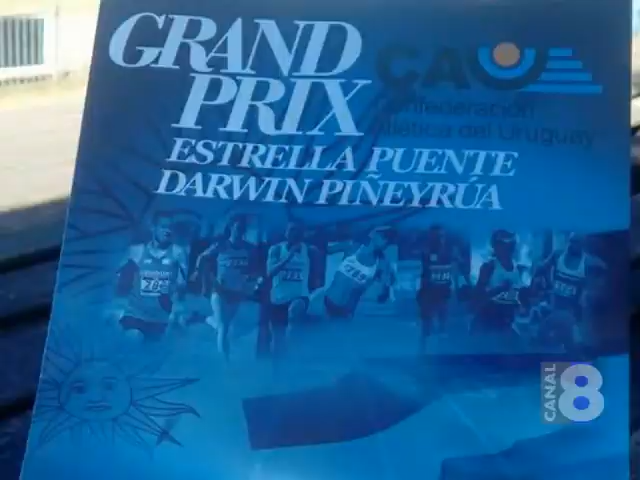 GRAND
PRIX
CAU
Confederación
Atlética del Uruguay
ESTRELLA PUENTE
DARWIN PIÑEYRÚA
CANAL
8